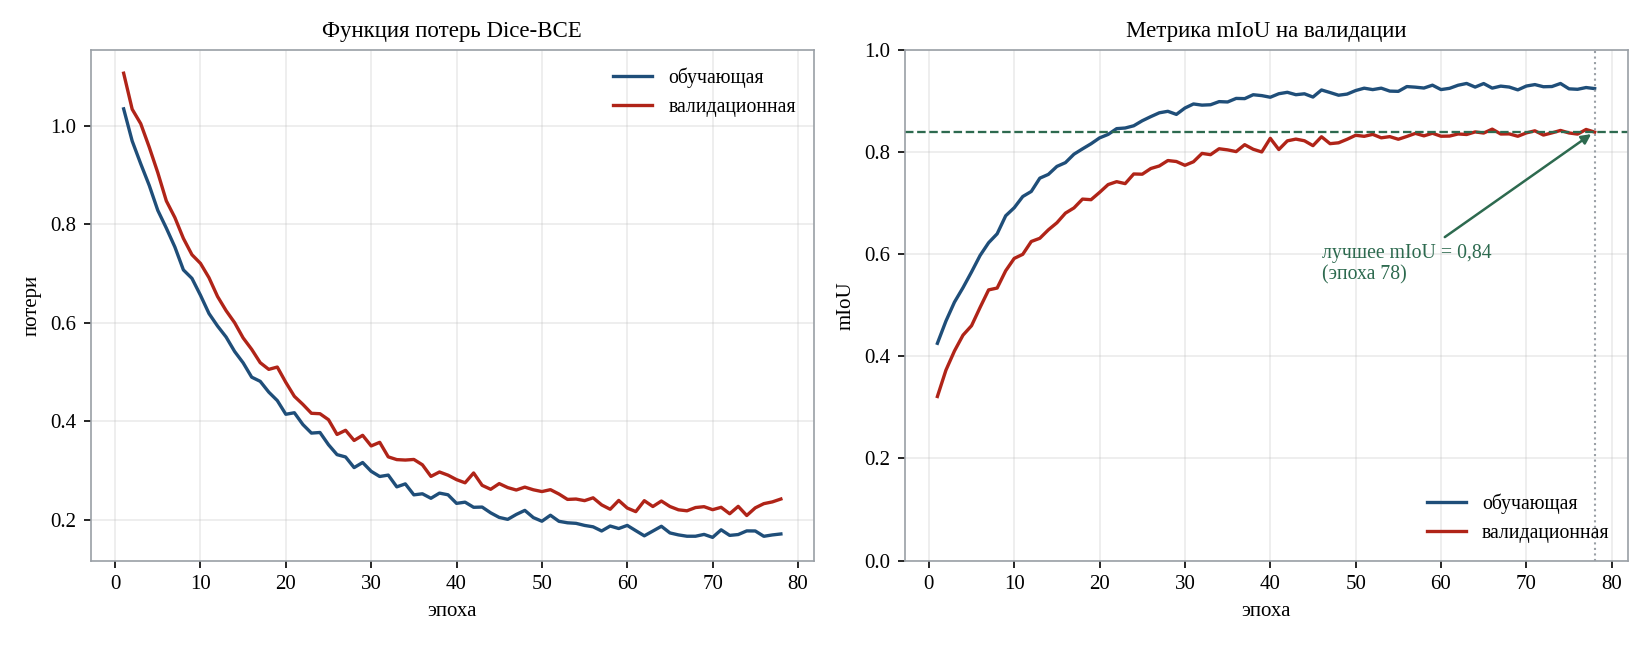 Функция потерь Dice-BCE
потери
1.0
0.8
0.6
0.4
0.2
0
10
20
30
40
50
60
70
80
эпоха
обучающая
валидационная
Метрика mIoU на валидации
mIoU
1.0
0.8
0.6
0.4
0.2
0.0
0
10
20
30
40
50
60
70
80
эпоха
лучшее mIoU = 0,84
(эпоха 78)
обучающая
валидационная